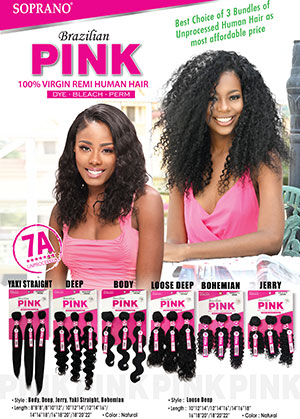 SOPRANO®
Best Choice of 3 Bundles of
Unprocessed Human Hair as
most affordable price
Brazilian
PINK
100% VIRGIN REMI HUMAN HAIR
DYE - BLEACH - PERM
7A
UNPROCESSED
YAKI STRAIGHT
DEEP
BODY
LOOSE DEEP
BOHEMIAN
JERRY
PINK
PINK
PINK
PINK
PINK
PINK
• Style : Body, Deep, Jerry, Yaki Straight, Bohemian
• Style : Loose Deep
• Color : Natural
• Color : Natural